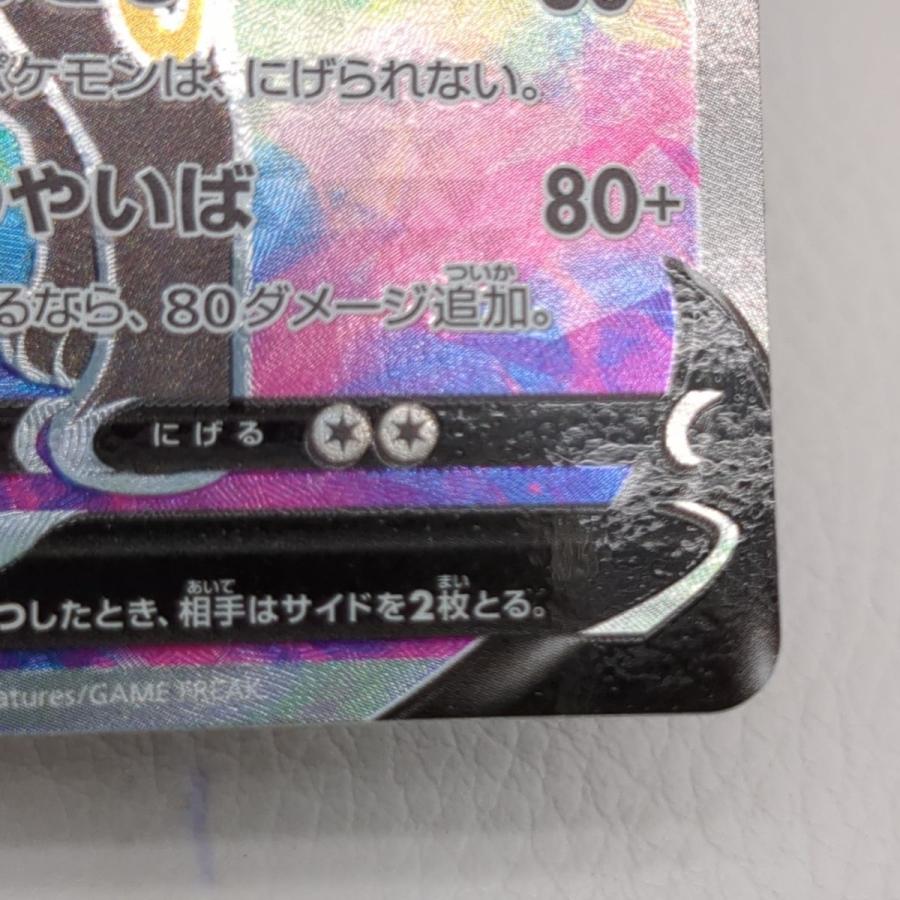 ポケモンは、にげられない。
やいば 80+
るなら、80ダメージ追加。
ついか
にげる
つしたとき、相手はサイドを2枚とる。
あいて まい
atures/GAME FREAK